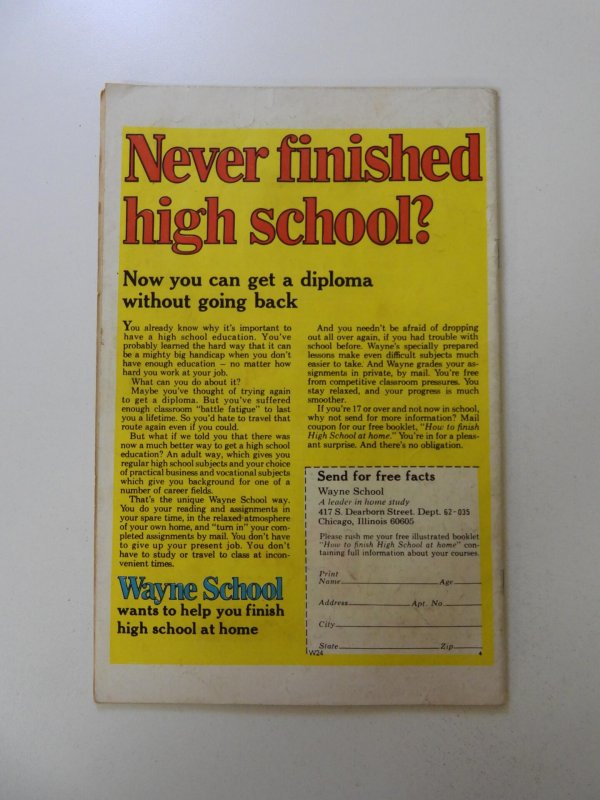 Never finished
high school?
Now you can get a diploma
without going back
You already know why it's important to
have a high school education. You've
probably learned the hard way that it can
be a mighty big handicap when you don't
have enough education — no matter how
hard you work at your job.
What can you do about it?
Maybe you've thought of trying again
to get a diploma. But you've suffered
enough classroom "battle fatigue" to last
you a lifetime. So you'd hate to travel that
route again even if you could.
But what if we told you that there was
now a much better way to get a high school
education? An adult way, which gives you
regular high school subjects and your choice
of practical business and vocational subjects
which give you background for one of a
number of career fields.
That's the unique Wayne School way.
You do your reading and assignments in
your spare time, in the relaxed atmosphere
of your own home, and "turn in" your com-
pleted assignments by mail. You don't have
to give up your present job. You don't
have to study or travel to class at incon-
venient times.
Wayne School
wants to help you finish
high school at home
And you needn't be afraid of dropping
out all over again, if you had trouble with
school before. Wayne's specially prepared
lessons make even difficult subjects much
easier to take. And Wayne grades your as-
signments in private, by mail. You're free
from competitive classroom pressures. You
stay relaxed, and your progress is much
smoother.
If you're 17 or over and not now in school,
why not send for more information? Mail
coupon for our free booklet, "How to finish
High School at home." You're in for a pleas-
ant surprise. And there's no obligation.
Send for free facts
Wayne School
A leader in home study
417 S. Dearborn Street. Dept. 62-035
Chicago, Illinois 60605
Please rush me your free illustrated booklet
"How to finish High School at home" con-
taining full information about your courses.
Print
Name Age
Address Apt. No.
City
State Zip
W24 4